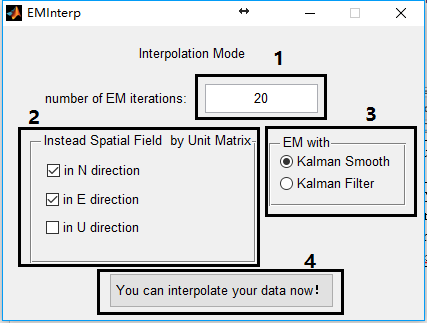 EMInterp
Interpolation Mode
1
number of EM iterations: 20
2
Instead Spatial Field by Unit Matrix
in N direction
in E direction
in U direction
3
EM with
Kalman Smooth
Kalman Filter
4
You can interpolate your data now!